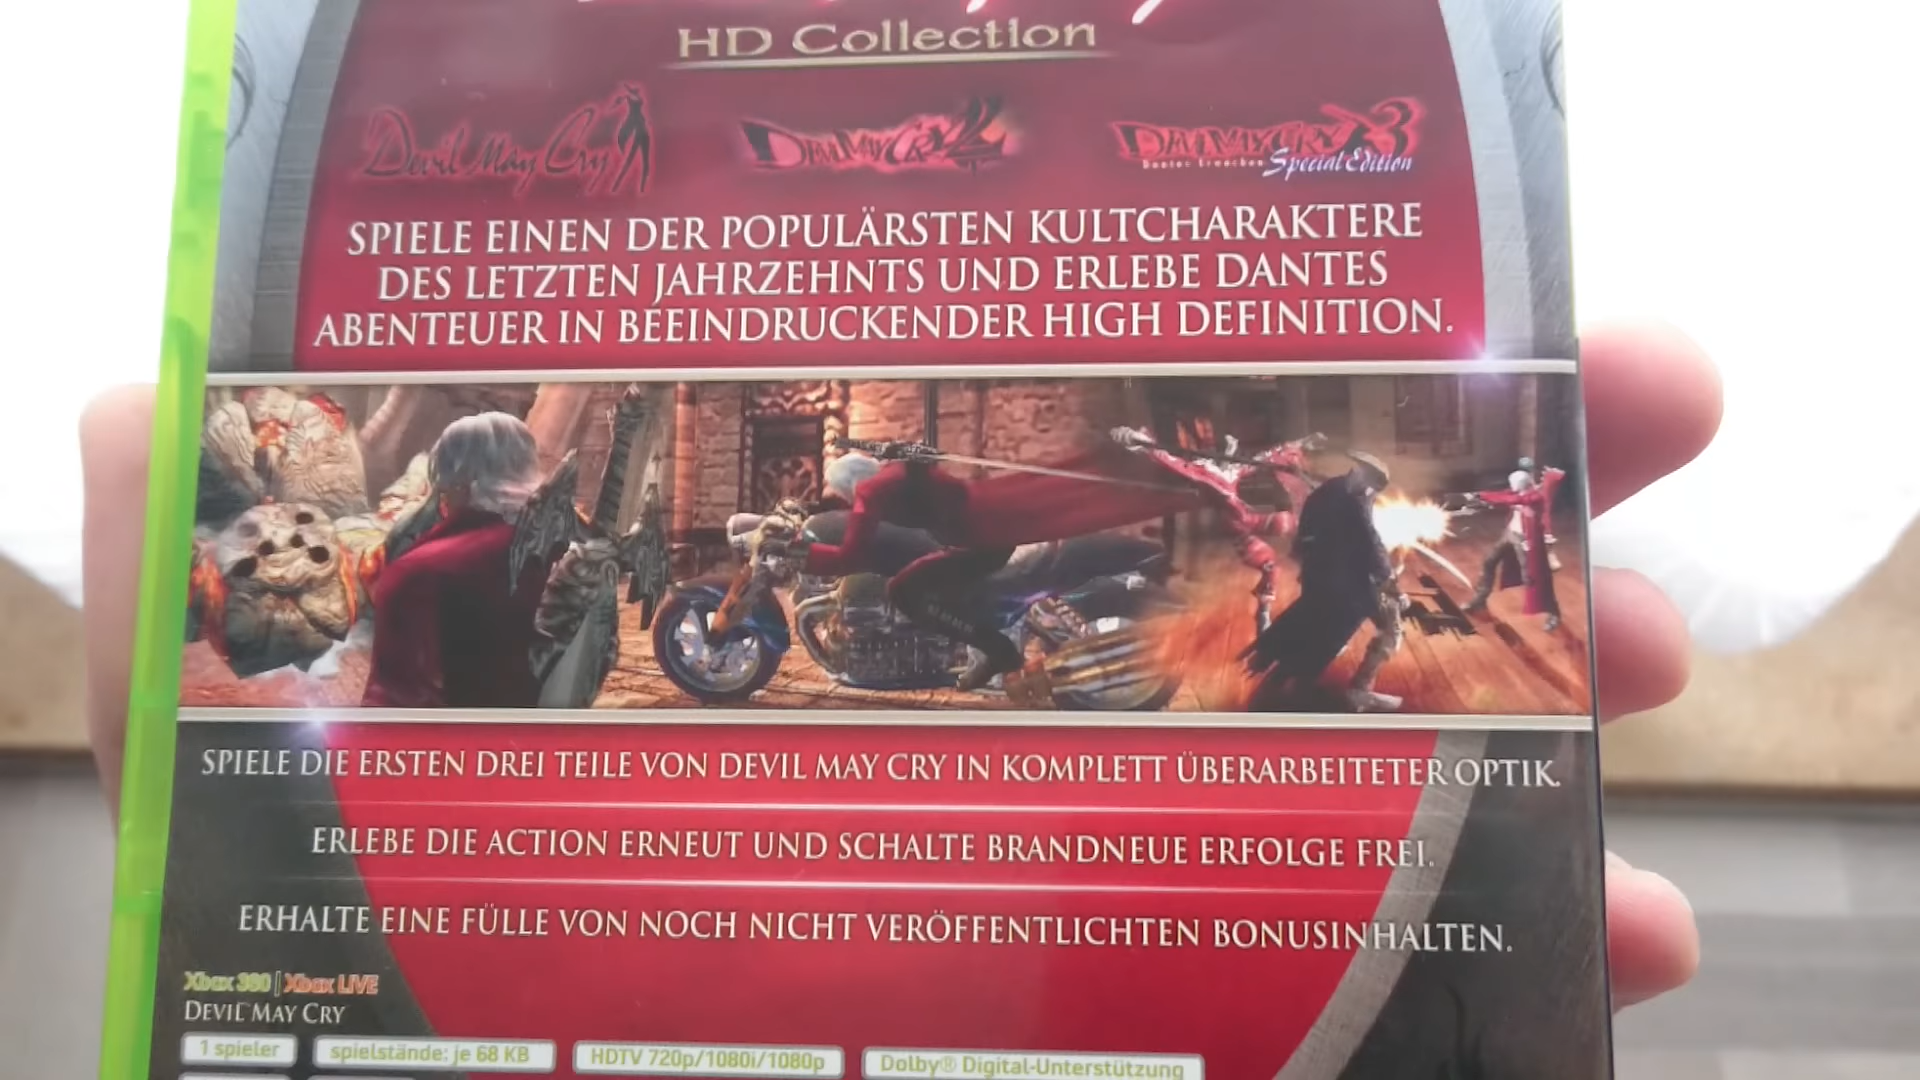 HD Collection
Devil May Cry
DEVIL MAY CRY 2
DEVIL MAY CRY 3
Special Edition
SPIELE EINEN DER POPULÄRSTEN KULTCHARAKTERE
DES LETZTEN JAHRZEHNTS UND ERLEBE DANTES
ABENTEUER IN BEEINDRUCKENDER HIGH DEFINITION.
SPIELE DIE ERSTEN DREI TEILE VON DEVIL MAY CRY IN KOMPLETT ÜBERARBEITETER OPTIK.
ERLEBE DIE ACTION ERNEUT UND SCHALTE BRANDNEUE ERFOLGE FREI.
ERHALTE EINE FÜLLE VON NOCH NICHT VERÖFFENTLICHTEN BONUSINHALTEN.
Xbox 360 | Xbox LIVE
DEVIL MAY CRY
1 spieler
spielstände: je 68 KB
HDTV 720p/1080i/1080p
Dolby® Digital-Unterstützung